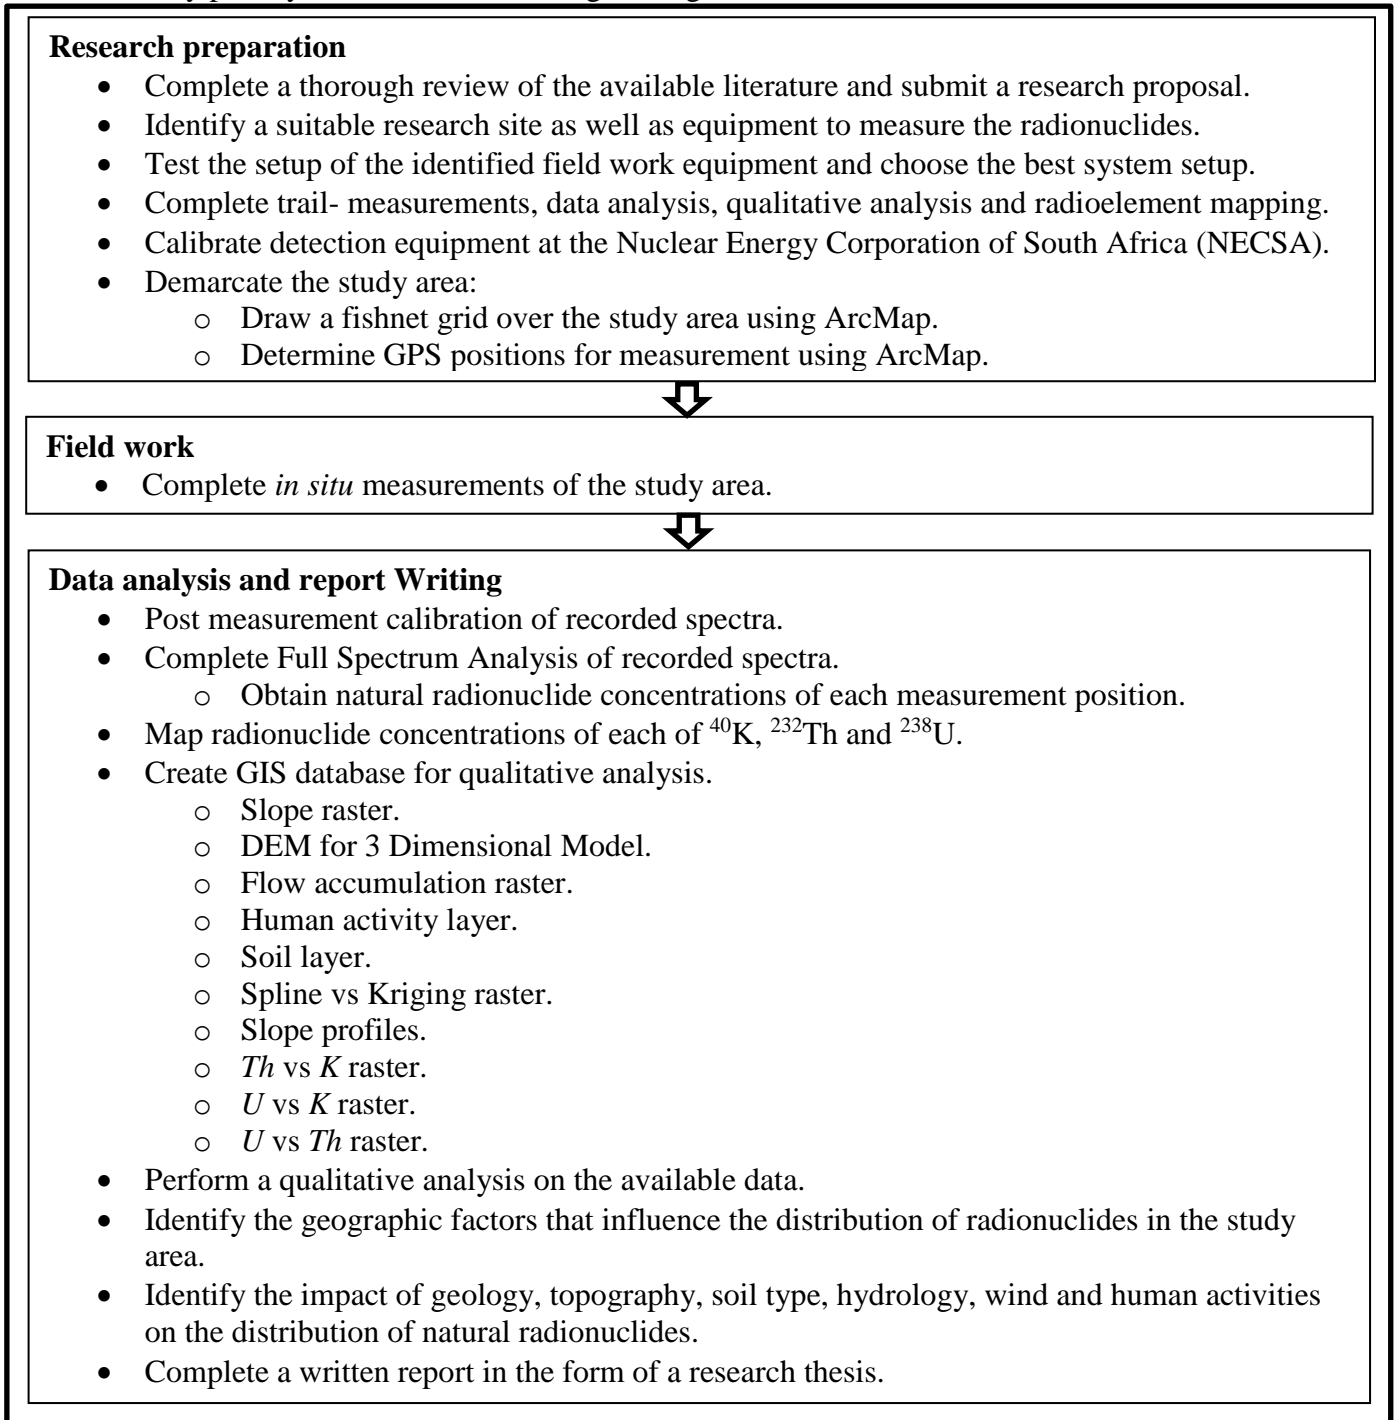 Research preparation
• Complete a thorough review of the available literature and submit a research proposal.
• Identify a suitable research site as well as equipment to measure the radionuclides.
• Test the setup of the identified field work equipment and choose the best system setup.
• Complete trail- measurements, data analysis, qualitative analysis and radioelement mapping.
• Calibrate detection equipment at the Nuclear Energy Corporation of South Africa (NECSA).
• Demarcate the study area:
o Draw a fishnet grid over the study area using ArcMap.
o Determine GPS positions for measurement using ArcMap.
Field work
• Complete in situ measurements of the study area.
Data analysis and report Writing
• Post measurement calibration of recorded spectra.
• Complete Full Spectrum Analysis of recorded spectra.
o Obtain natural radionuclide concentrations of each measurement position.
• Map radionuclide concentrations of each of ⁴⁰K, ²³²Th and ²³⁸U.
• Create GIS database for qualitative analysis.
o Slope raster.
o DEM for 3 Dimensional Model.
o Flow accumulation raster.
o Human activity layer.
o Soil layer.
o Spline vs Kriging raster.
o Slope profiles.
o Th vs K raster.
o U vs K raster.
o U vs Th raster.
• Perform a qualitative analysis on the available data.
• Identify the geographic factors that influence the distribution of radionuclides in the study
area.
• Identify the impact of geology, topography, soil type, hydrology, wind and human activities
on the distribution of natural radionuclides.
• Complete a written report in the form of a research thesis.